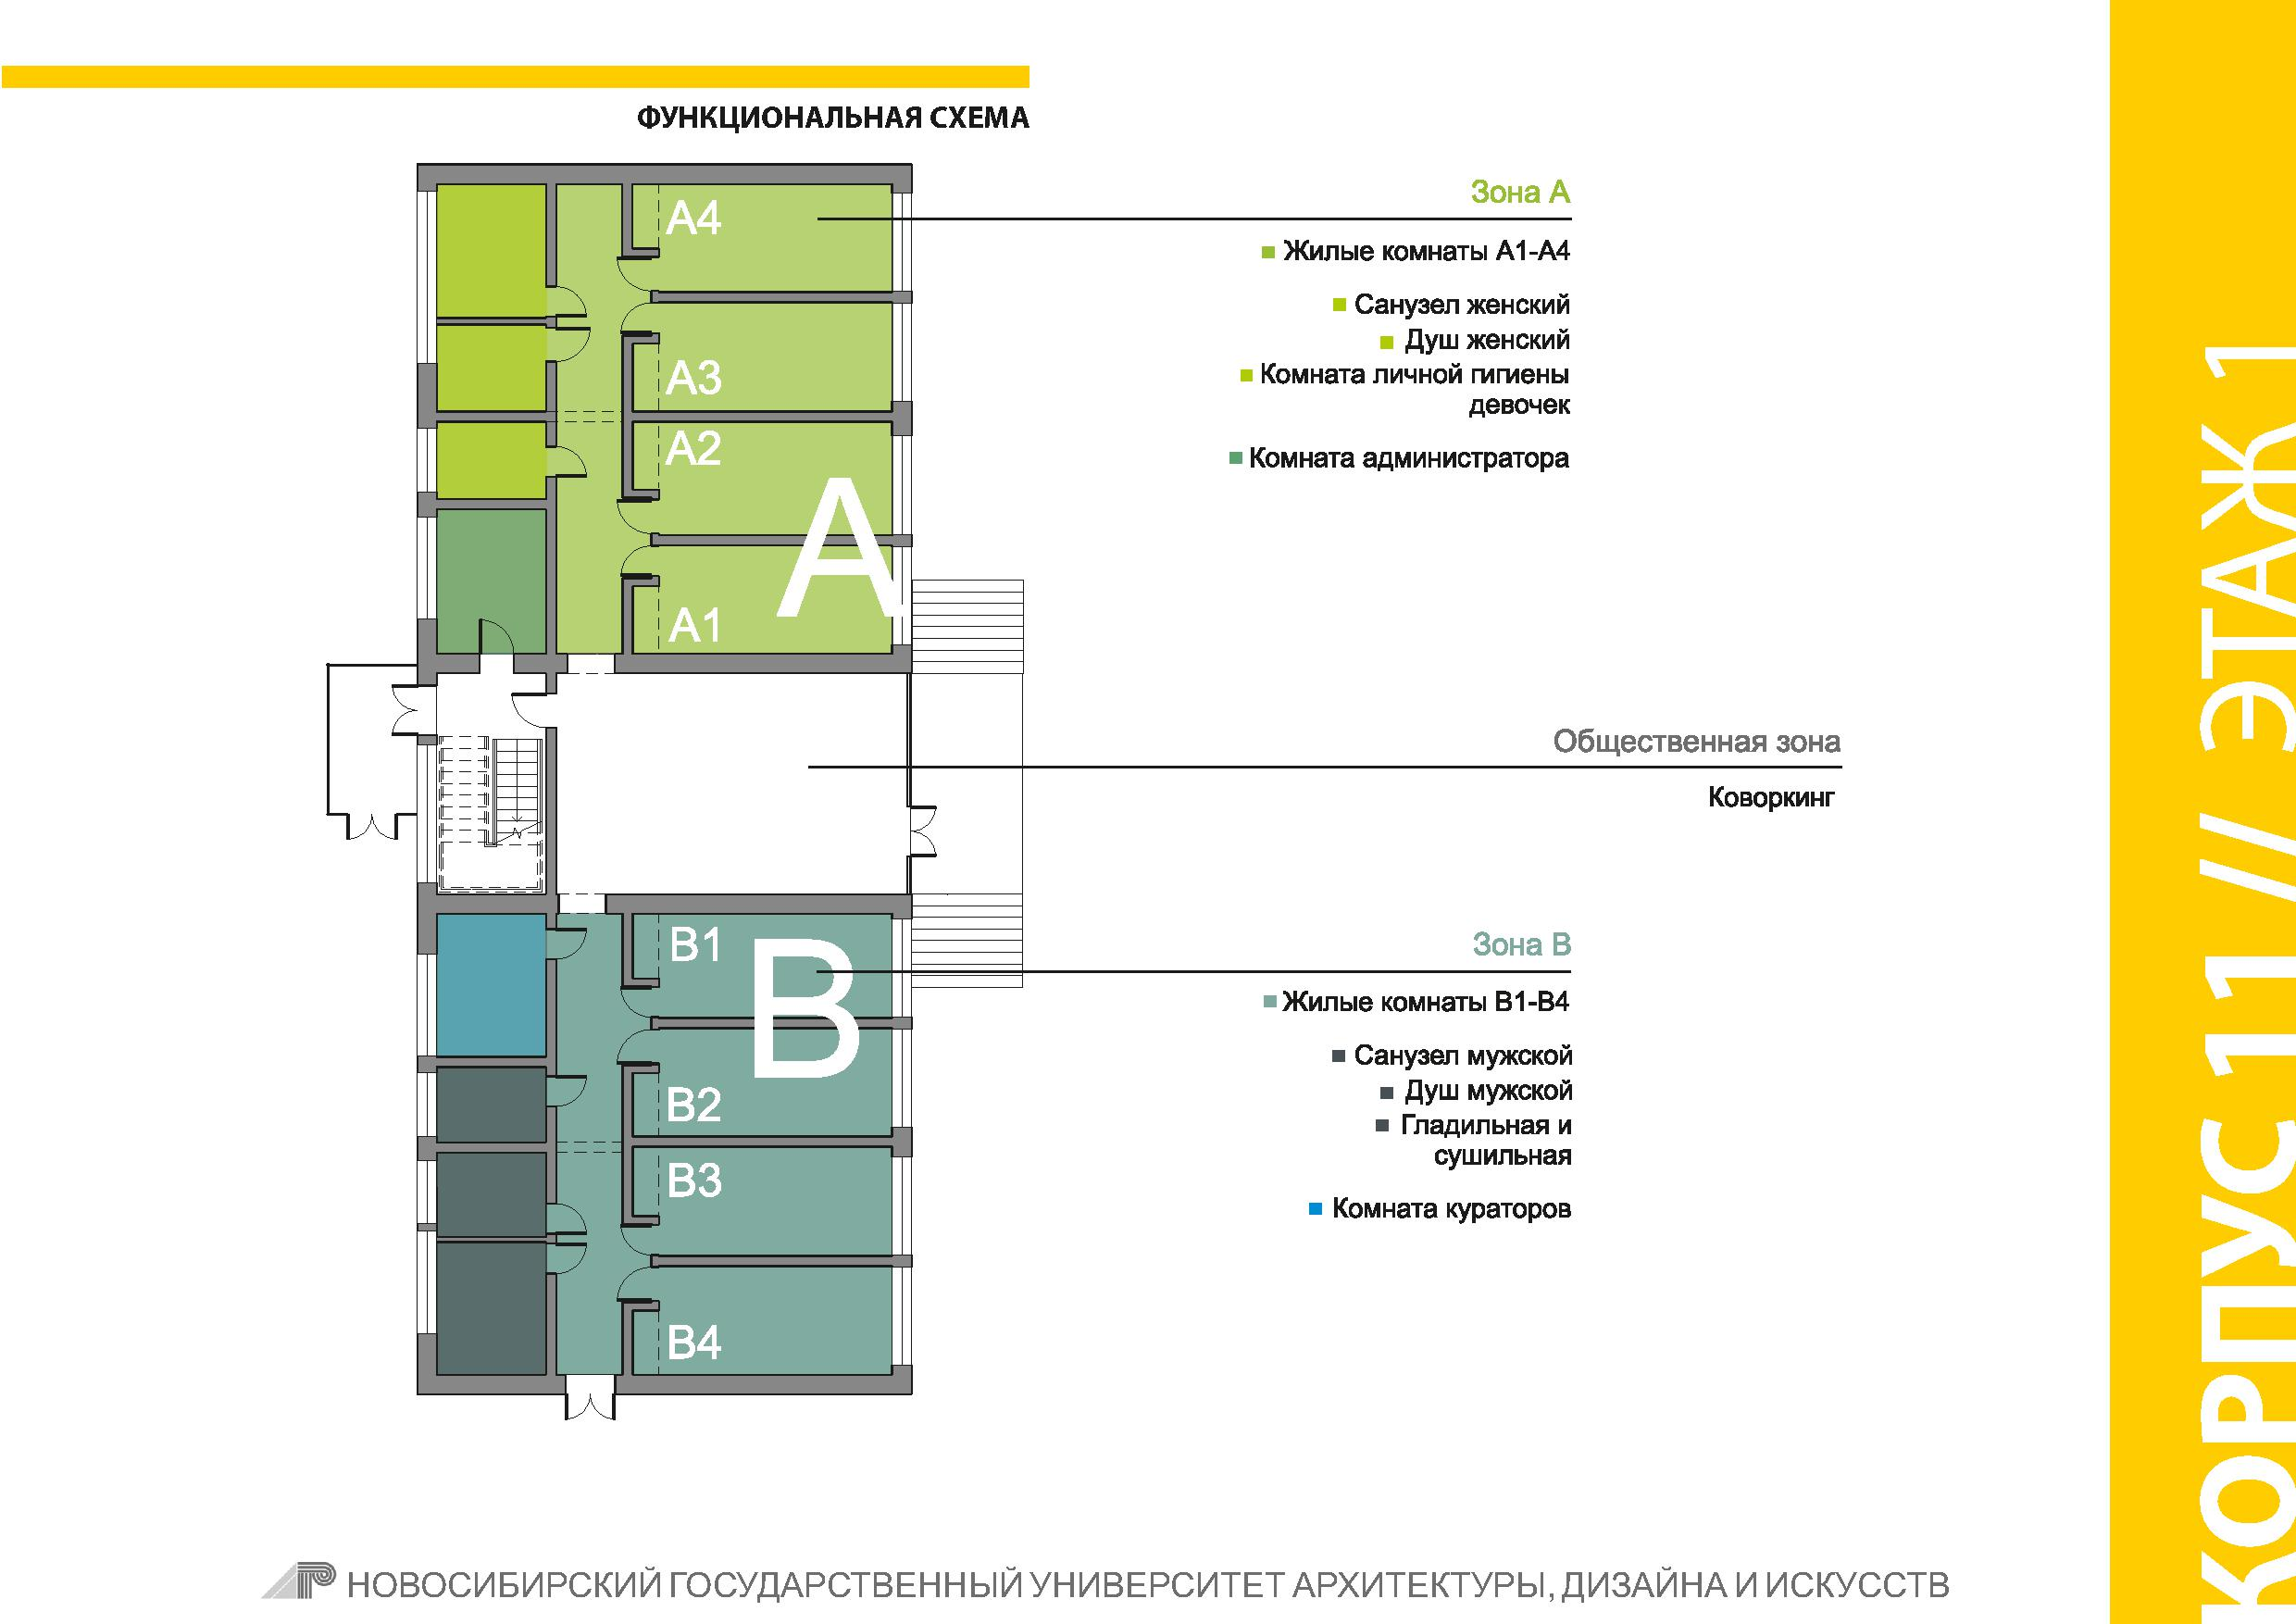 ФУНКЦИОНАЛЬНАЯ СХЕМА
A4
A3
A2
A
A1
B1
B
B2
B3
B4
Зона А
Жилые комнаты А1-А4
Санузел женский
Душ женский
Комната личной гигиены
девочек
Комната администратора
Общественная зона
Коворкинг
Зона В
Жилые комнаты В1-В4
Санузел мужской
Душ мужской
Гладильная и
сушильная
Комната кураторов
КОРПУС 11 // ЭТАЖ 1
НОВОСИБИРСКИЙ ГОСУДАРСТВЕННЫЙ УНИВЕРСИТЕТ АРХИТЕКТУРЫ, ДИЗАЙНА И ИСКУССТВ